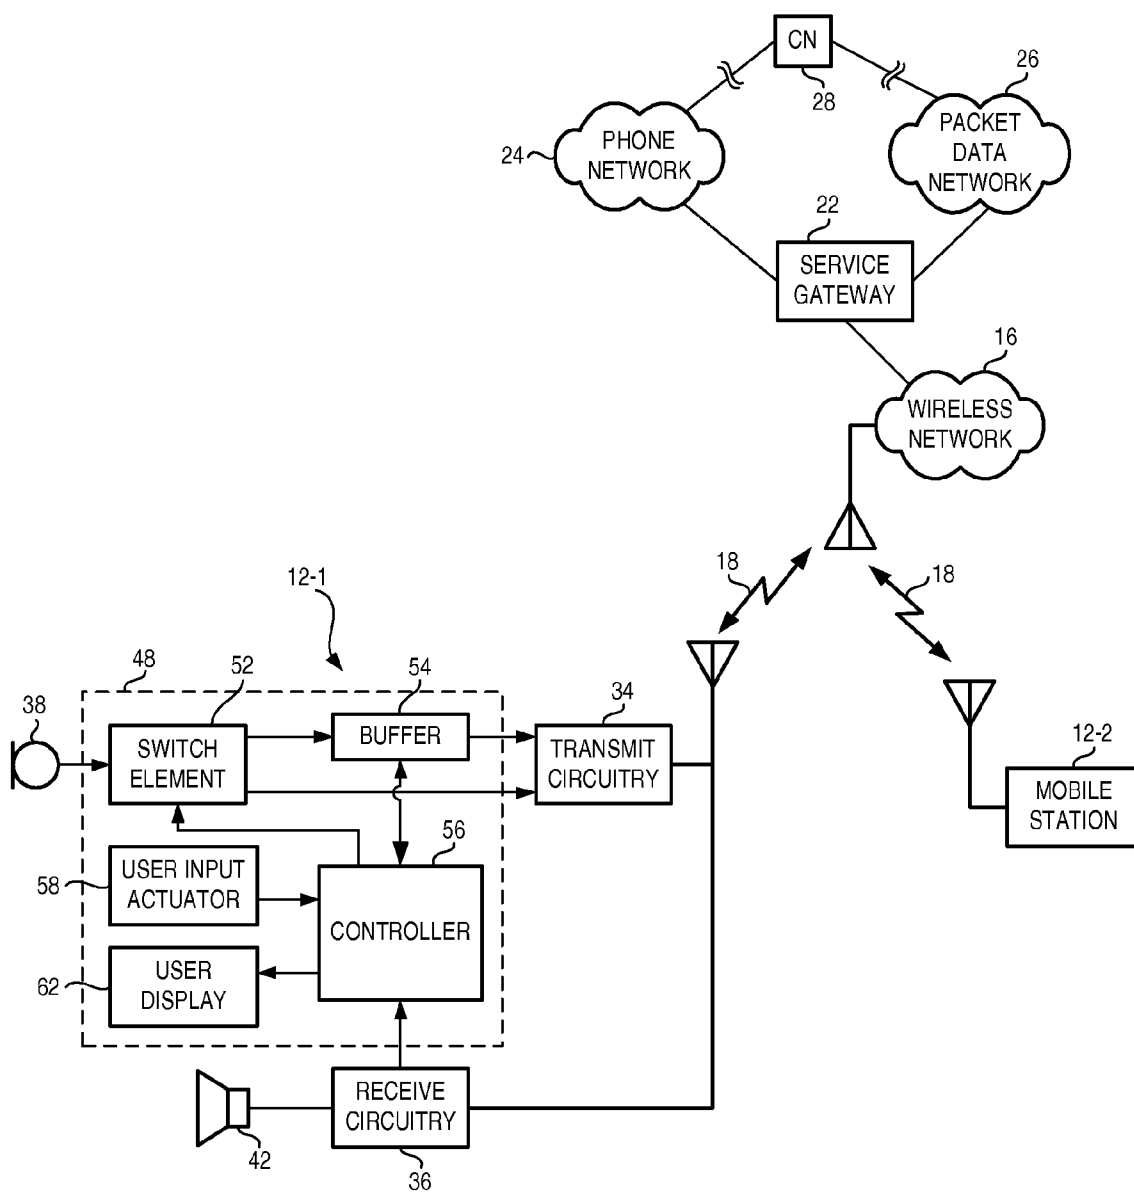 CN
28
26
PHONE
NETWORK
24
PACKET
DATA
NETWORK
22
SERVICE
GATEWAY
16
WIRELESS
NETWORK
18
18
12-1
48
52
54
34
38
SWITCH
ELEMENT
BUFFER
TRANSMIT
CIRCUITRY
12-2
MOBILE
STATION
56
USER INPUT
ACTUATOR
58
CONTROLLER
USER
DISPLAY
62
RECEIVE
CIRCUITRY
42
36